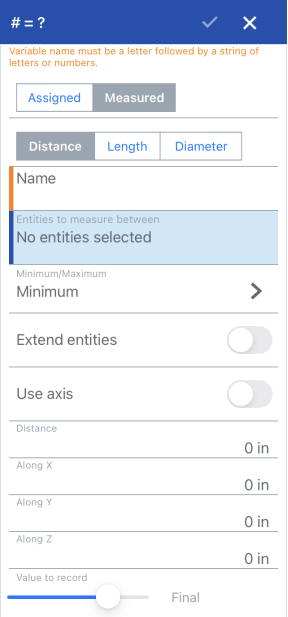 # = ?
Variable name must be a letter followed by a string of
letters or numbers.
Assigned Measured
Distance Length Diameter
Name
Entities to measure between
No entities selected
Minimum/Maximum
Minimum
Extend entities
Use axis
Distance
0 in
Along X
0 in
Along Y
0 in
Along Z
0 in
Value to record
Final